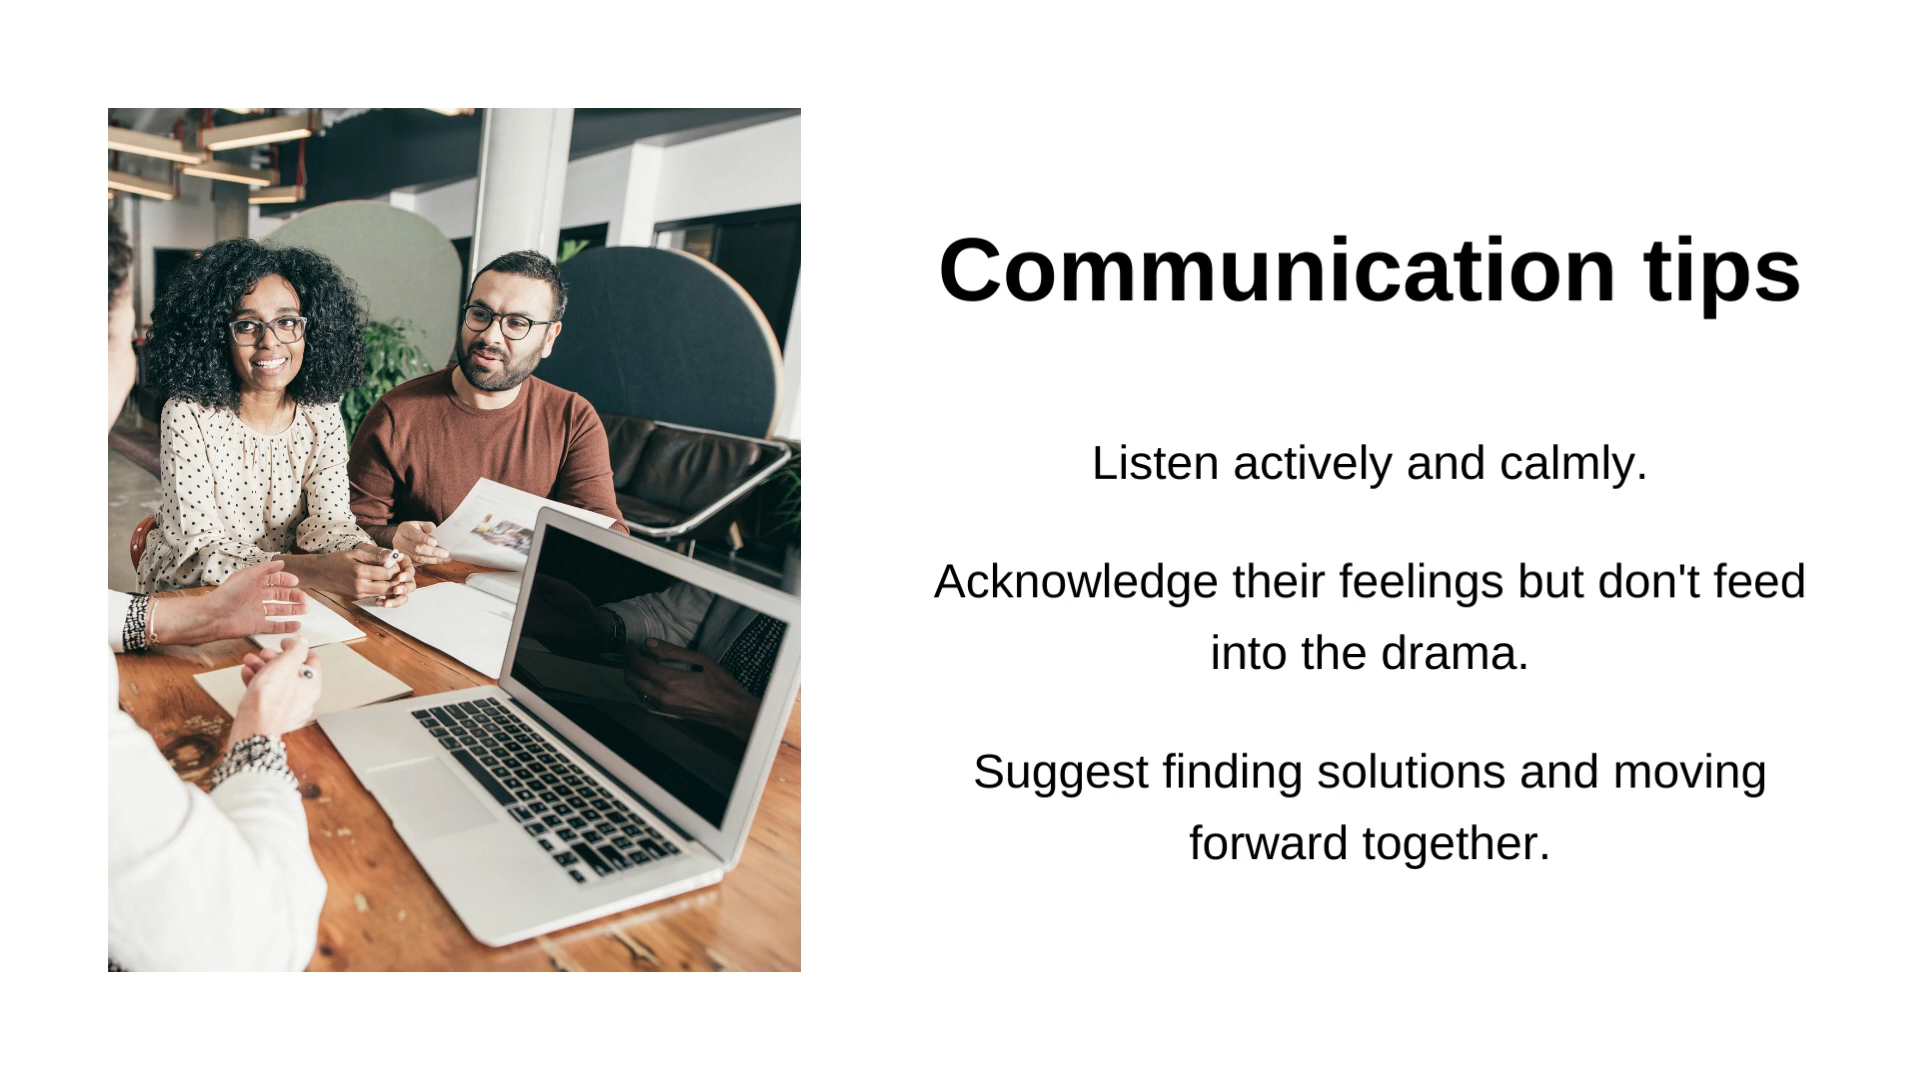 Communication tips
Listen actively and calmly.
Acknowledge their feelings but don't feed
into the drama.
Suggest finding solutions and moving
forward together.